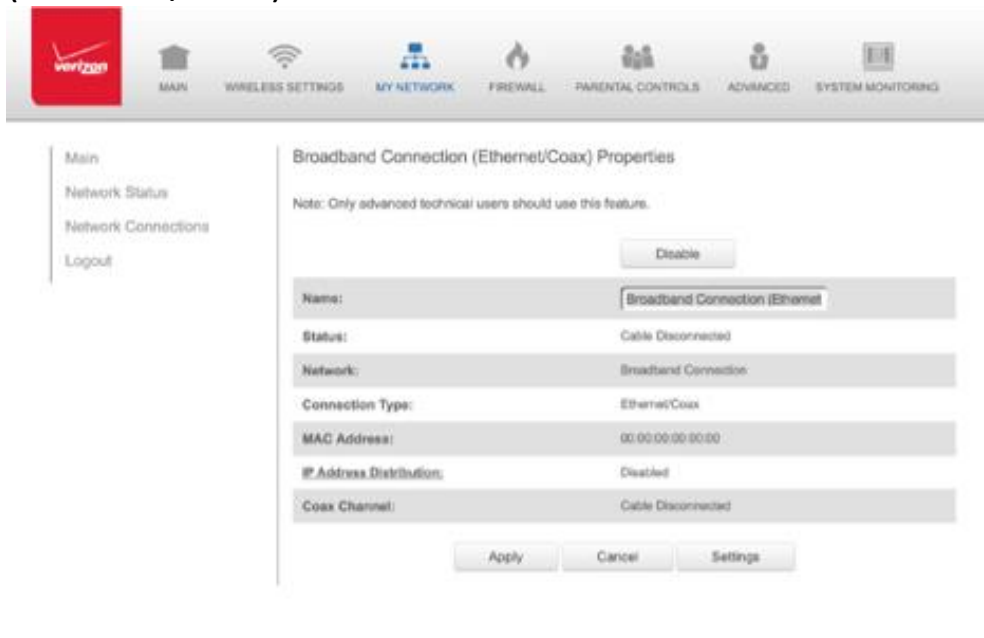 verizon
MAIN
WIRELESS SETTINGS
MY NETWORK
FIREWALL
PARENTAL CONTROLS
ADVANCED
SYSTEM MONITORING
Main
Network Status
Network Connections
Logout
Broadband Connection (Ethernet/Coax) Properties
Note: Only advanced technical users should use this feature.
Disable
Name: Broadband Connection (Ethernet
Status: Cable Disconnected
Network: Broadband Connection
Connection Type: Ethernet/Coax
MAC Address: 00:00:00:00:00:00
IP Address Distribution: Disabled
Coax Channel: Cable Disconnected
Apply Cancel Settings